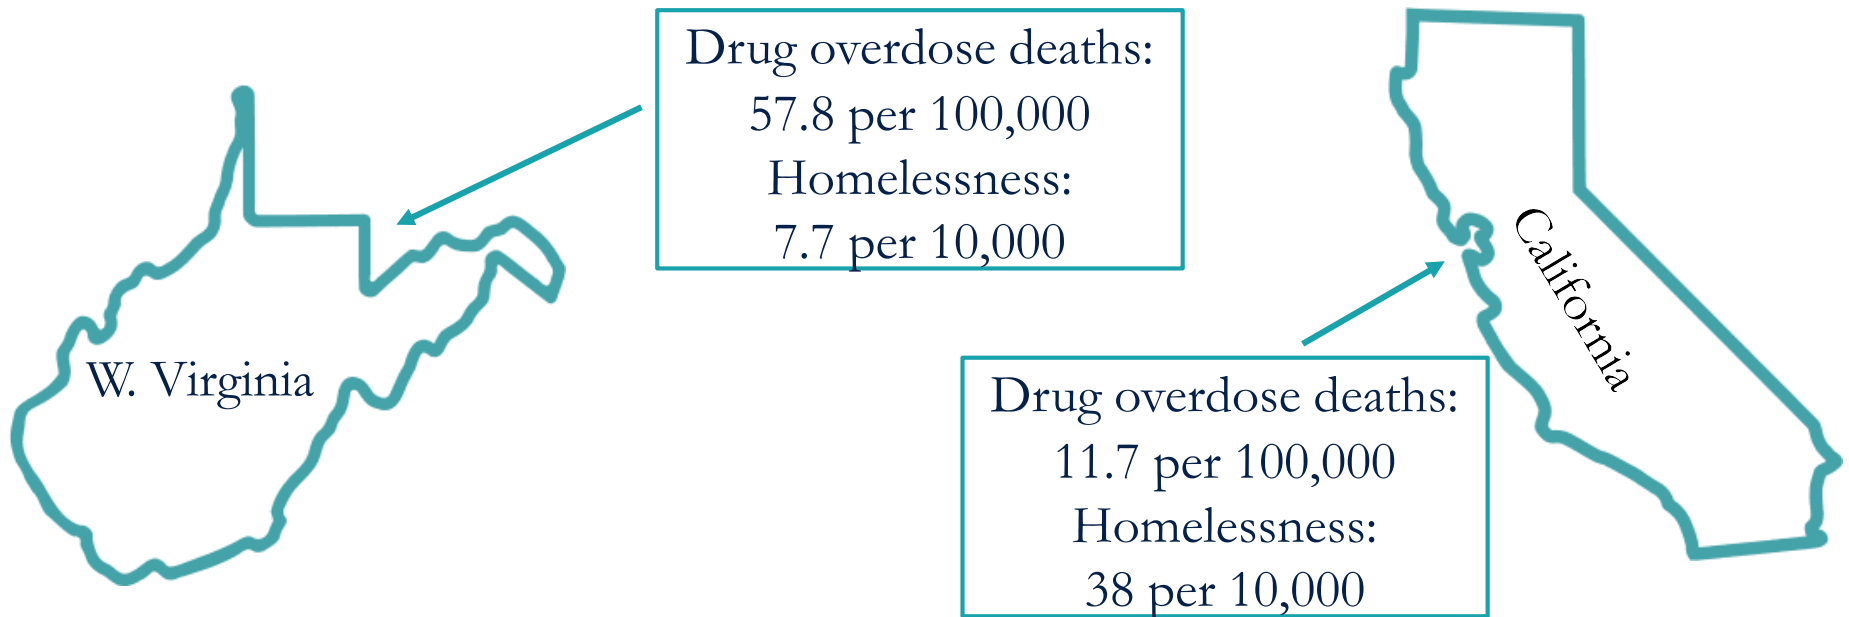 W. Virginia
Drug overdose deaths:
57.8 per 100,000
Homelessness:
7.7 per 10,000
California
Drug overdose deaths:
11.7 per 100,000
Homelessness:
38 per 10,000